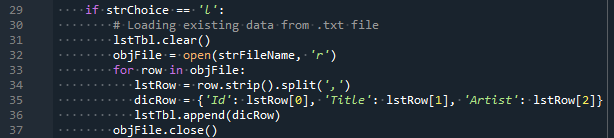 29 if strChoice == 'l':
30 # Loading existing data from .txt file
31 lstTbl.clear()
32 objFile = open(strFileName, 'r')
33 for row in objFile:
34 lstRow = row.strip().split(',')
35 dicRow = {'Id': lstRow[0], 'Title': lstRow[1], 'Artist': lstRow[2]}
36 lstTbl.append(dicRow)
37 objFile.close()